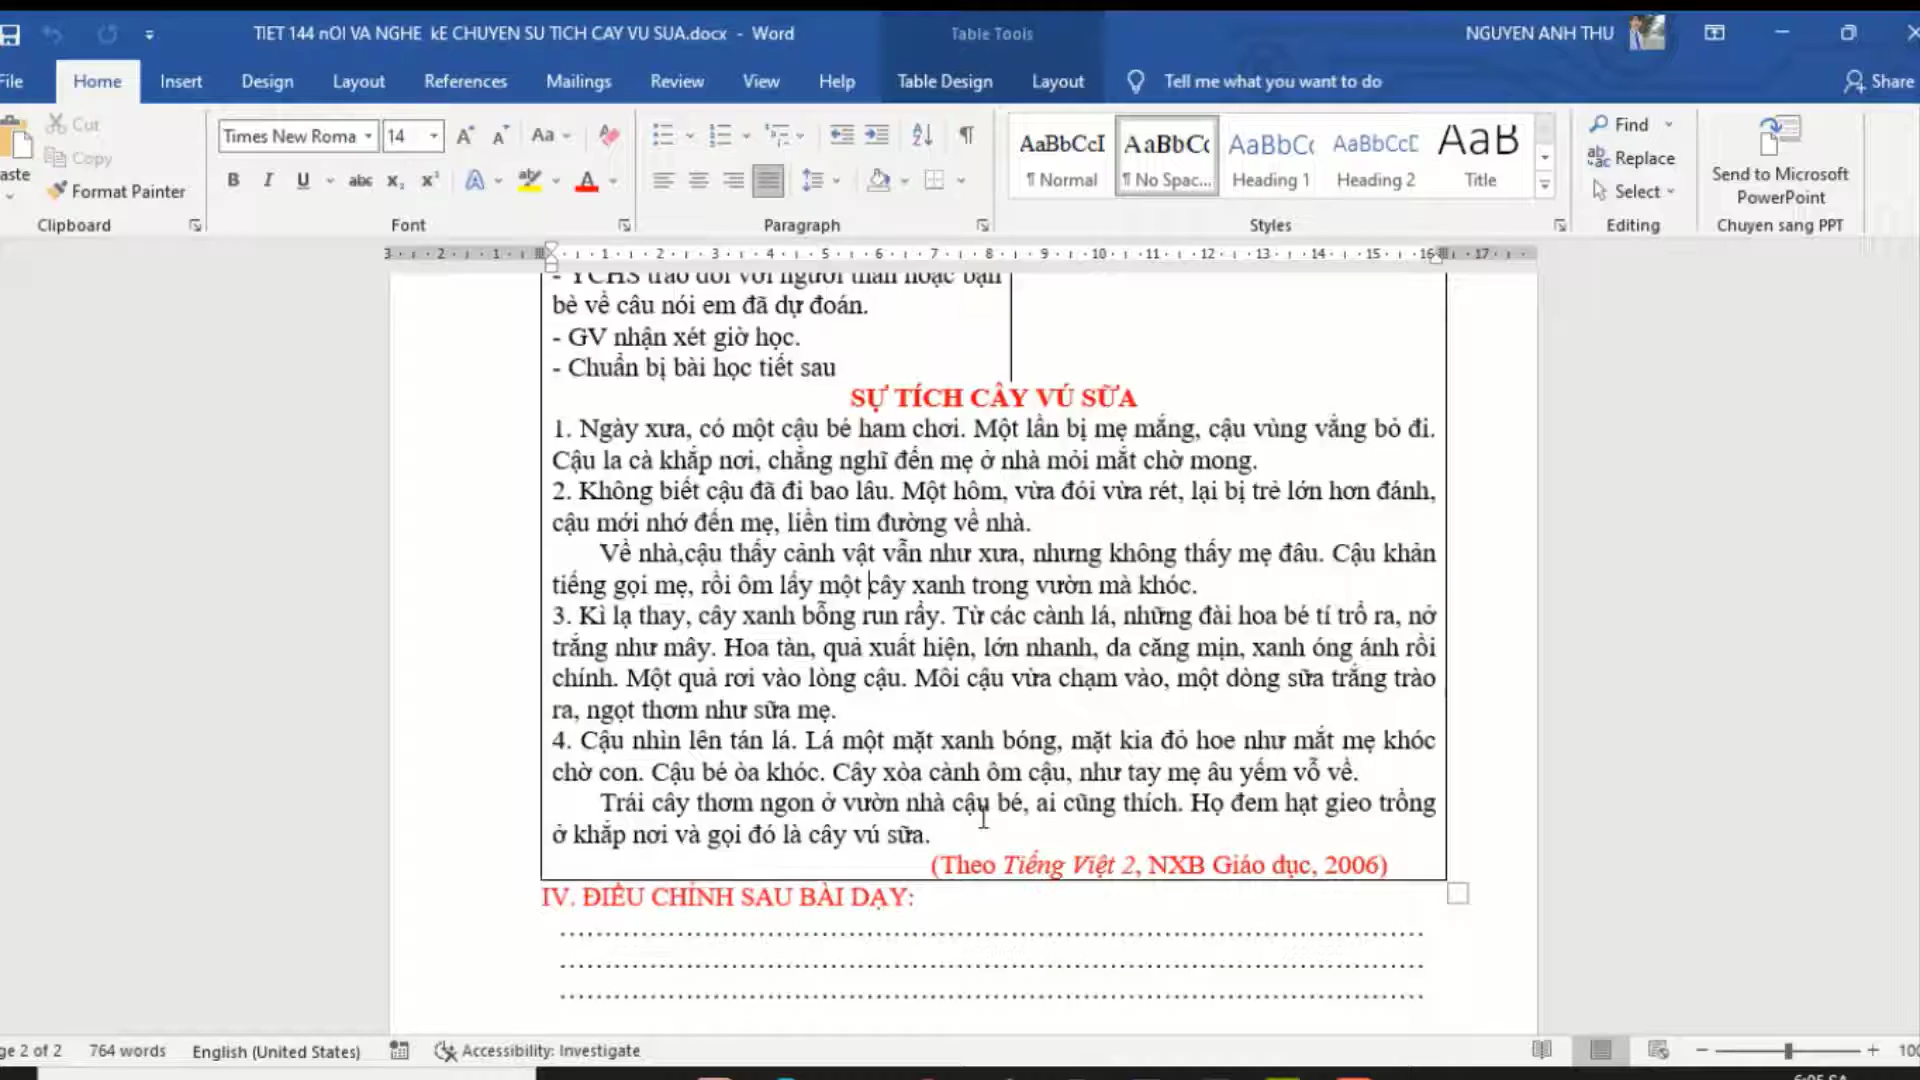 TIET 144 nOI VA NGHE kE CHUYEN SU TICH CAY VU SUA.docx - Word
Table Tools
NGUYEN ANH THU
File
Home
Insert
Design
Layout
References
Mailings
Review
View
Help
Table Design
Layout
Tell me what you want to do
Share
Cut
Copy
Format Painter
Clipboard
Times New Roma
14
Font
Paragraph
AaBbCcI
¶ Normal
AaBbCc
¶ No Spac...
AaBbCc
Heading 1
AaBbCcD
Heading 2
AaB
Title
Styles
Find
Replace
Select
Editing
Send to Microsoft
PowerPoint
Chuyen sang PPT
- YCHS trao đổi với người thân hoặc bạn
bè về câu nói em đã dự đoán.
- GV nhận xét giờ học.
- Chuẩn bị bài học tiết sau
SỰ TÍCH CÂY VÚ SỮA
1. Ngày xưa, có một cậu bé ham chơi. Một lần bị mẹ mắng, cậu vùng vằng bỏ đi.
Cậu la cà khắp nơi, chẳng nghĩ đến mẹ ở nhà mỏi mắt chờ mong.
2. Không biết cậu đã đi bao lâu. Một hôm, vừa đói vừa rét, lại bị trẻ lớn hơn đánh,
cậu mới nhớ đến mẹ, liền tìm đường về nhà.
Về nhà,cậu thấy cảnh vật vẫn như xưa, nhưng không thấy mẹ đâu. Cậu khản
tiếng gọi mẹ, rồi ôm lấy một cây xanh trong vườn mà khóc.
3. Kì lạ thay, cây xanh bỗng run rẩy. Từ các cành lá, những đài hoa bé tí trổ ra, nở
trắng như mây. Hoa tàn, quả xuất hiện, lớn nhanh, da căng mịn, xanh óng ánh rồi
chính. Một quả rơi vào lòng cậu. Môi cậu vừa chạm vào, một dòng sữa trắng trào
ra, ngọt thơm như sữa mẹ.
4. Cậu nhìn lên tán lá. Lá một mặt xanh bóng, mặt kia đỏ hoe như mắt mẹ khóc
chờ con. Cậu bé òa khóc. Cây xòa cành ôm cậu, như tay mẹ âu yếm vỗ về.
Trái cây thơm ngon ở vườn nhà cậu bé, ai cũng thích. Họ đem hạt gieo trồng
ở khắp nơi và gọi đó là cây vú sữa.
(Theo Tiếng Việt 2, NXB Giáo dục, 2006)
IV. ĐIỀU CHỈNH SAU BÀI DẠY:
764 words
English (United States)
Accessibility: Investigate